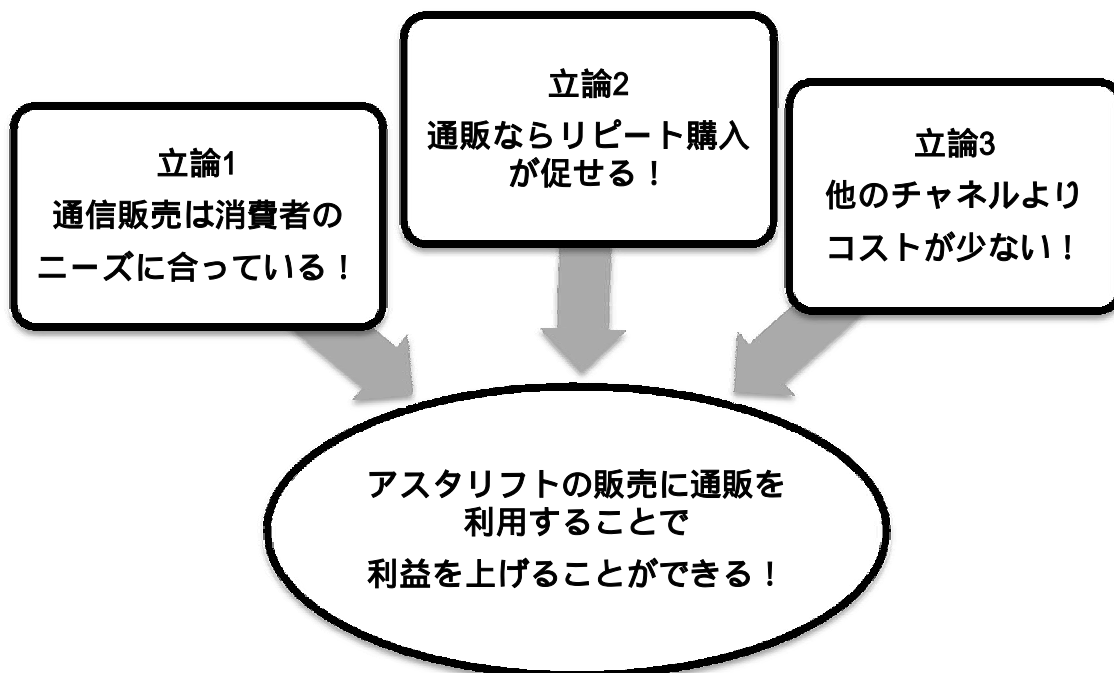 立論1
通信販売は消費者の
ニーズに合っている！
立論2
通販ならリピート購入
が促せる！
立論3
他のチャネルより
コストが少ない！
アスタリフトの販売に通販を
利用することで
利益を上げることができる！